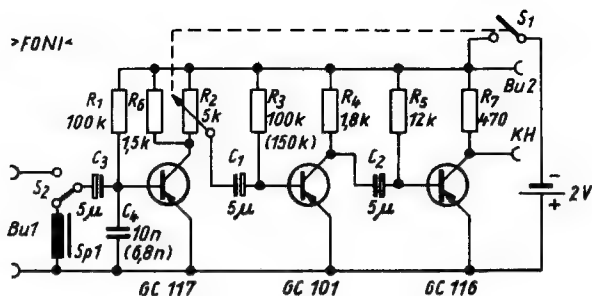 >FONI<
S1
Bu2
R1
100k
R6
1,5k
R2
5k
R3
100k
(150k)
R4
1,8k
R5
12k
R7
470
KH
C3
5µ
S2
C4
10n
(6,8n)
C1
5µ
C2
5µ
-
+
2V
Bu1
Sp1
GC 117
GC 101
GC 116